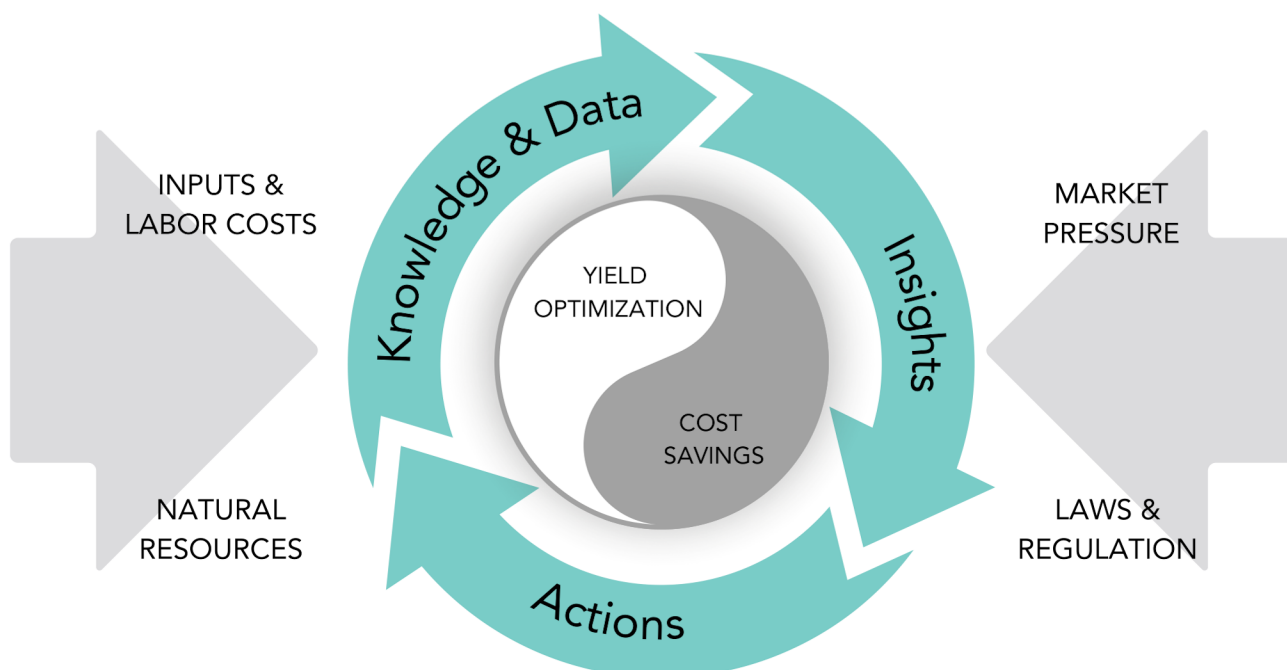 INPUTS &
LABOR COSTS
NATURAL
RESOURCES
Knowledge & Data
Insights
Actions
YIELD
OPTIMIZATION
COST
SAVINGS
MARKET
PRESSURE
LAWS &
REGULATION